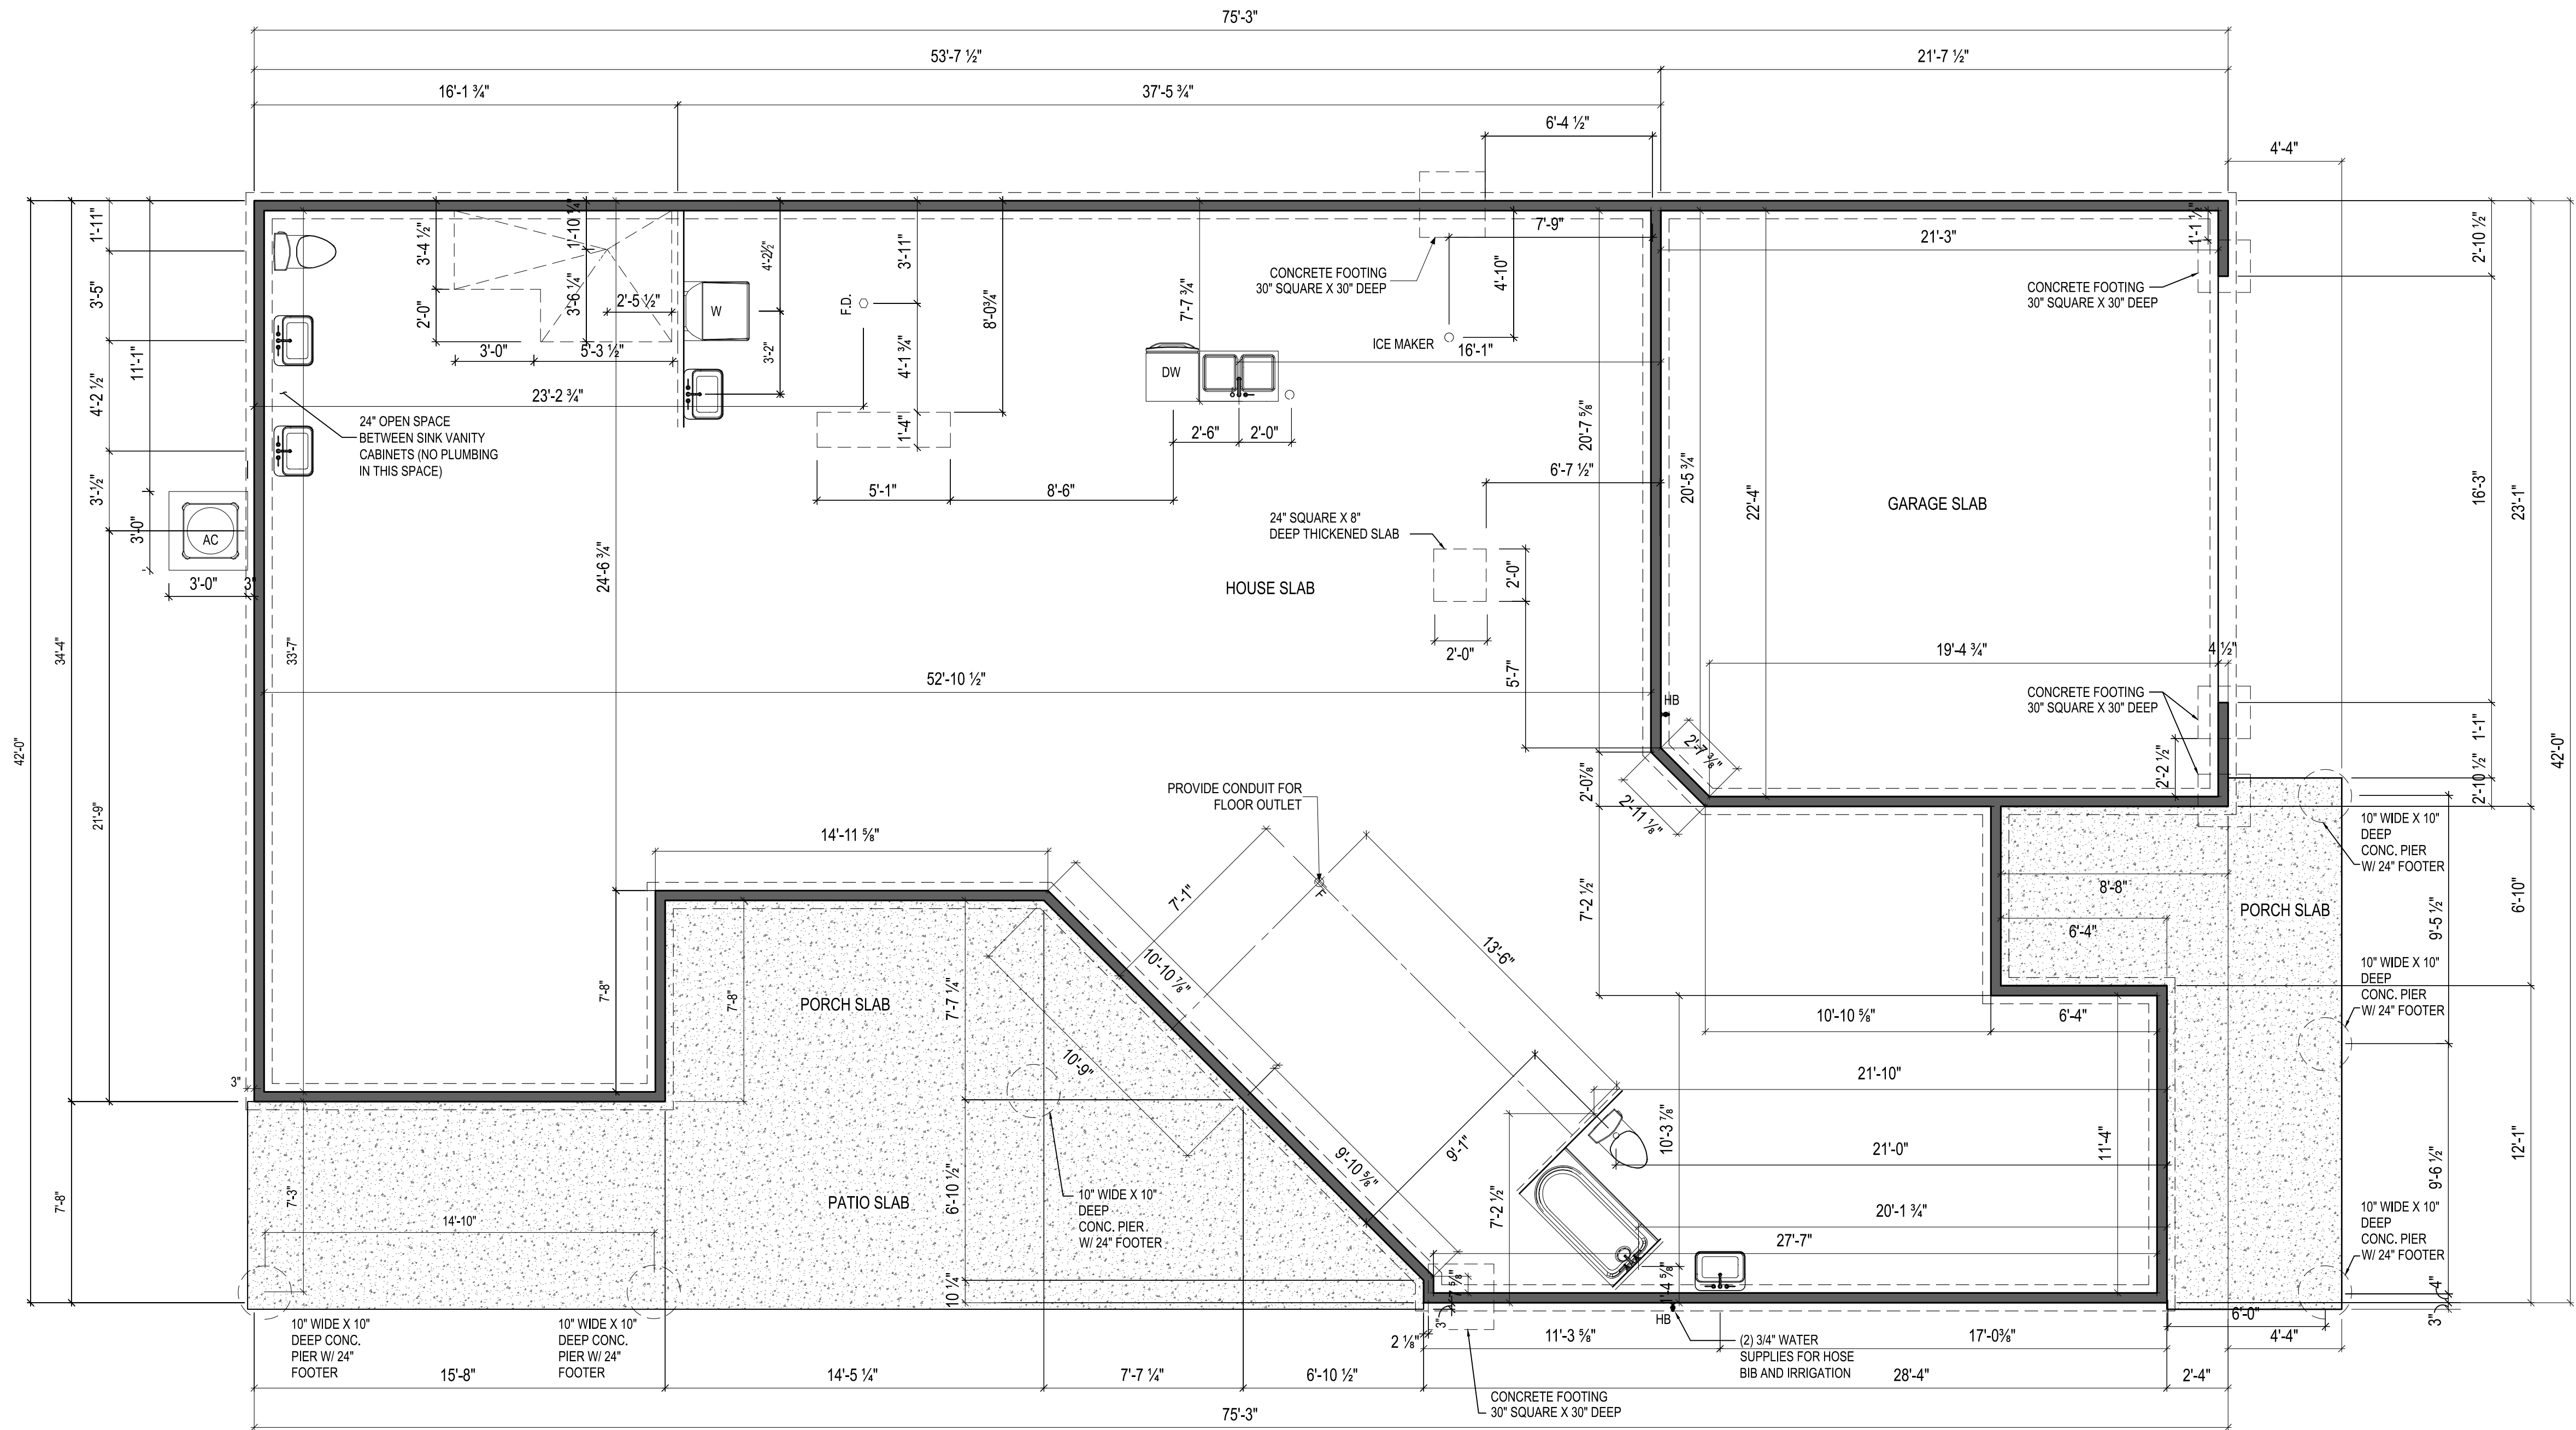 75'-3"
53'-7 ½"
21'-7 ½"
16'-1 ¾"
37'-5 ¾"
6'-4 ½"
4'-4"
1'-11"
3'-4 ½"
1'-10 ¼"
4'-2½"
3'-11"
7'-9"
21'-3"
1'-1 ½"
2'-10 ½"
CONCRETE FOOTING
30" SQUARE X 30" DEEP
4'-10"
CONCRETE FOOTING
30" SQUARE X 30" DEEP
3'-5"
2'-0"
3'-6 ¼"
2'-5 ½"
W
F.D.
8'-0¾"
7'-7 ¾"
ICE MAKER
16'-1"
11'-1"
3'-0"
5'-3 ½"
3'-2"
4'-1 ¾"
DW
23'-2 ¾"
4'-2 ½"
24" OPEN SPACE
BETWEEN SINK VANITY
CABINETS (NO PLUMBING
IN THIS SPACE)
1'-4"
2'-6"
2'-0"
20'-7 ⅝"
20'-5 ¾"
22'-4"
6'-7 ½"
3'-½"
5'-1"
8'-6"
GARAGE SLAB
16'-3"
23'-1"
3'-0"
AC
24" SQUARE X 8"
DEEP THICKENED SLAB
3'-0"
3"
24'-6 ¾"
HOUSE SLAB
2'-0"
2'-0"
34'-4"
33'-7"
5'-7"
19'-4 ¾"
4 ½"
52'-10 ½"
HB
CONCRETE FOOTING
30" SQUARE X 30" DEEP
42'-0"
2'-7 ⅜"
2'-2 ½"
1'-1"
2'-10 ½"
42'-0"
21'-9"
PROVIDE CONDUIT FOR
FLOOR OUTLET
2'-0⅞"
2'-11 ⅛"
14'-11 ⅝"
10" WIDE X 10"
DEEP
CONC. PIER
W/ 24" FOOTER
7'-1"
F
7'-2 ½"
8'-8"
PORCH SLAB
6'-4"
6'-10"
9'-5 ½"
10'-10 ⅞"
13'-6"
7'-8"
7'-8"
PORCH SLAB
7'-7 ¼"
10" WIDE X 10"
DEEP
CONC. PIER
W/ 24" FOOTER
10'-10 ⅝"
6'-4"
10'-9"
3"
21'-10"
10'-3 ⅞"
11'-4"
9'-1"
21'-0"
12'-1"
7'-8"
7'-3"
14'-10"
PATIO SLAB
6'-10 ½"
10" WIDE X 10"
DEEP
CONC. PIER
W/ 24" FOOTER
9'-10 ⅝"
7'-2 ½"
20'-1 ¾"
27'-7"
9'-6 ½"
10" WIDE X 10"
DEEP
CONC. PIER
W/ 24" FOOTER
10 ¼"
7 ⅝"
1'-4 ⅝"
4"
3"
3"
10" WIDE X 10"
DEEP CONC.
PIER W/ 24"
FOOTER
10" WIDE X 10"
DEEP CONC.
PIER W/ 24"
FOOTER
2 ⅛"
HB
11'-3 ⅝"
(2) 3/4" WATER
SUPPLIES FOR HOSE
BIB AND IRRIGATION
17'-0⅜"
6'-0"
4'-4"
15'-8"
14'-5 ¼"
7'-7 ¼"
6'-10 ½"
28'-4"
2'-4"
CONCRETE FOOTING
30" SQUARE X 30" DEEP
75'-3"